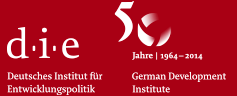 d·i·e
50
Jahre | 1964–2014
Deutsches Institut für
Entwicklungspolitik
German Development
Institute